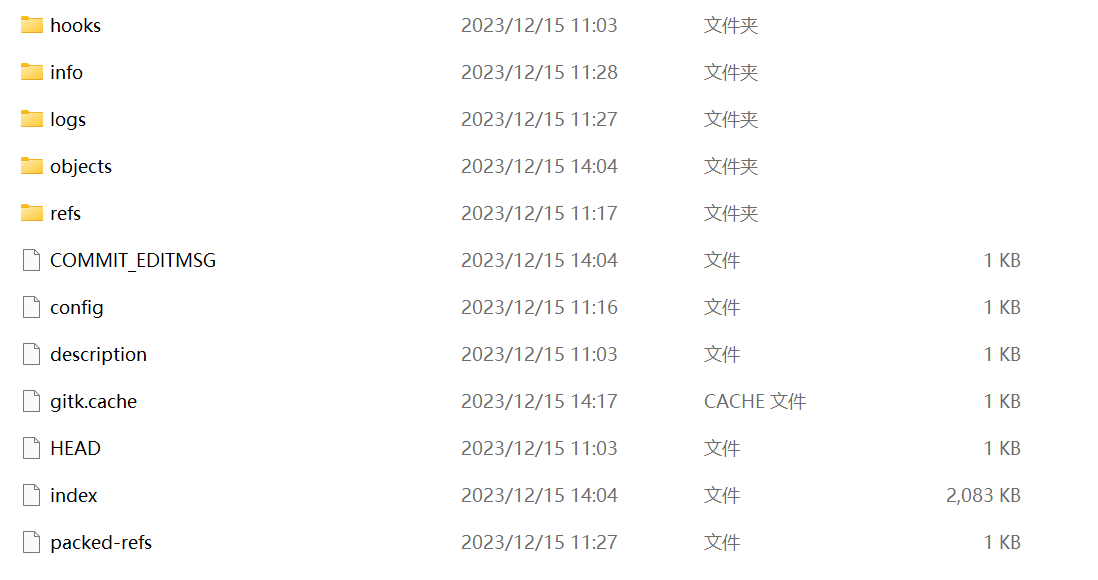 hooks 2023/12/15 11:03 文件夹
info 2023/12/15 11:28 文件夹
logs 2023/12/15 11:27 文件夹
objects 2023/12/15 14:04 文件夹
refs 2023/12/15 11:17 文件夹
COMMIT_EDITMSG 2023/12/15 14:04 文件 1 KB
config 2023/12/15 11:16 文件 1 KB
description 2023/12/15 11:03 文件 1 KB
gitk.cache 2023/12/15 14:17 CACHE 文件 1 KB
HEAD 2023/12/15 11:03 文件 1 KB
index 2023/12/15 14:04 文件 2,083 KB
packed-refs 2023/12/15 11:27 文件 1 KB